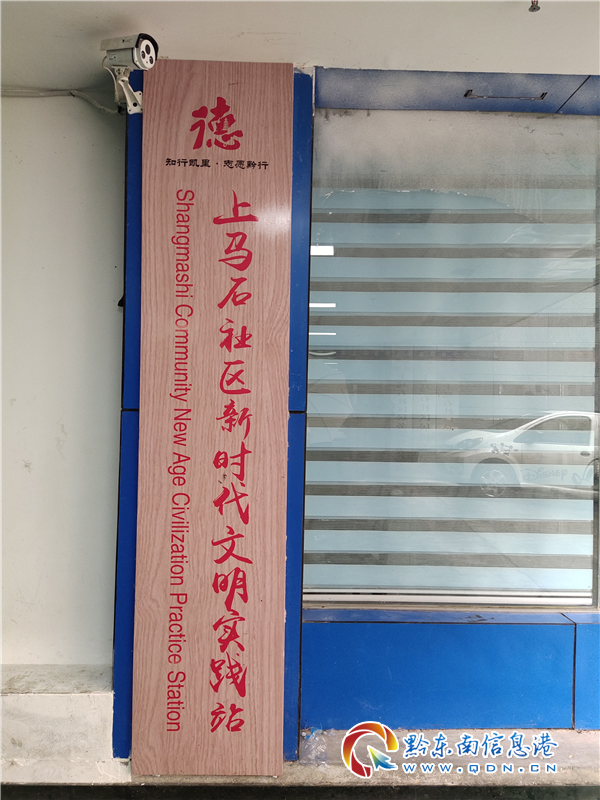 德
知行凯里·志愿黔行
上马石社区新时代文明实践站
Shangmashi Community New Age Civilization Practice Station
黔东南信息港
WWW.QDN.CN